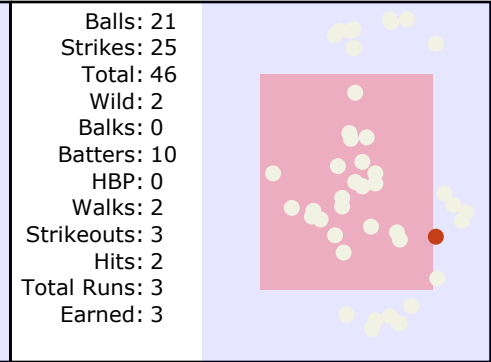 Balls: 21
Strikes: 25
Total: 46
Wild: 2
Balks: 0
Batters: 10
HBP: 0
Walks: 2
Strikeouts: 3
Hits: 2
Total Runs: 3
Earned: 3